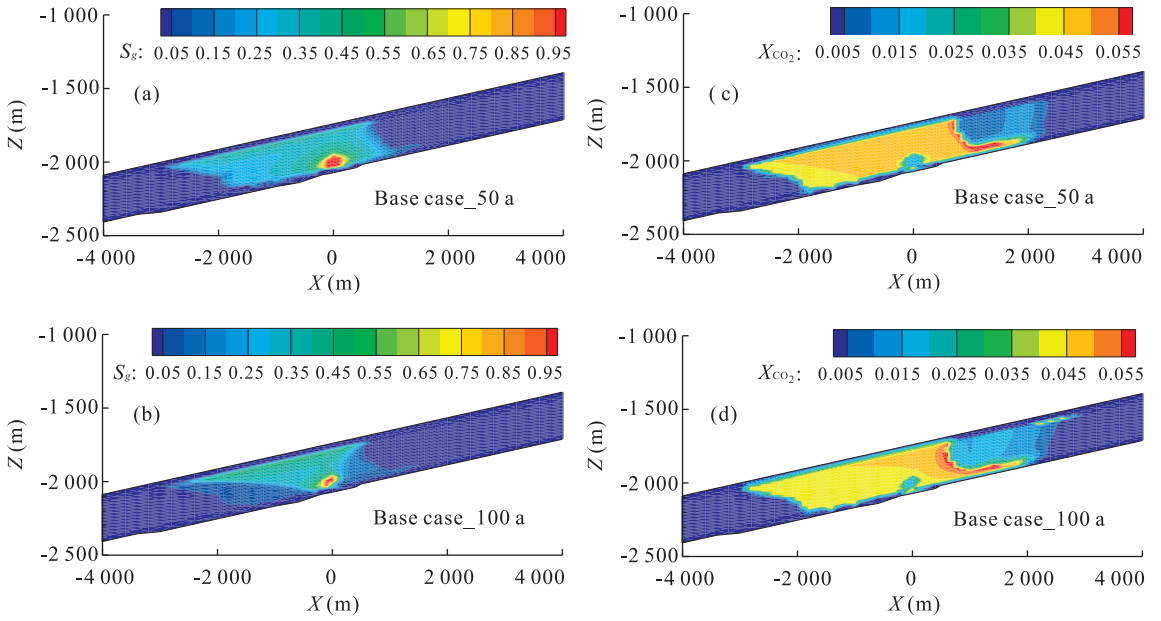 -1 000
S_g: 0.05 0.15 0.25 0.35 0.45 0.55 0.65 0.75 0.85 0.95
(a)
-1 500
Z (m)
-2 000
Base case_50 a
-2 500
-4 000 -2 000 0 2 000 4 000
X (m)
-1 000
X_CO₂: 0.005 0.015 0.025 0.035 0.045 0.055
( c)
-1 500
Z (m)
-2 000
Base case_50 a
-2 500
-4 000 -2 000 0 2 000 4 000
X (m)
-1 000
S_g: 0.05 0.15 0.25 0.35 0.45 0.55 0.65 0.75 0.85 0.95
(b)
-1 500
Z (m)
-2 000
Base case_100 a
-2 500
-4 000 -2 000 0 2 000 4 000
X (m)
-1 000
X_CO₂: 0.005 0.015 0.025 0.035 0.045 0.055
(d)
-1 500
Z (m)
-2 000
Base case_100 a
-2 500
-4 000 -2 000 0 2 000 4 000
X (m)